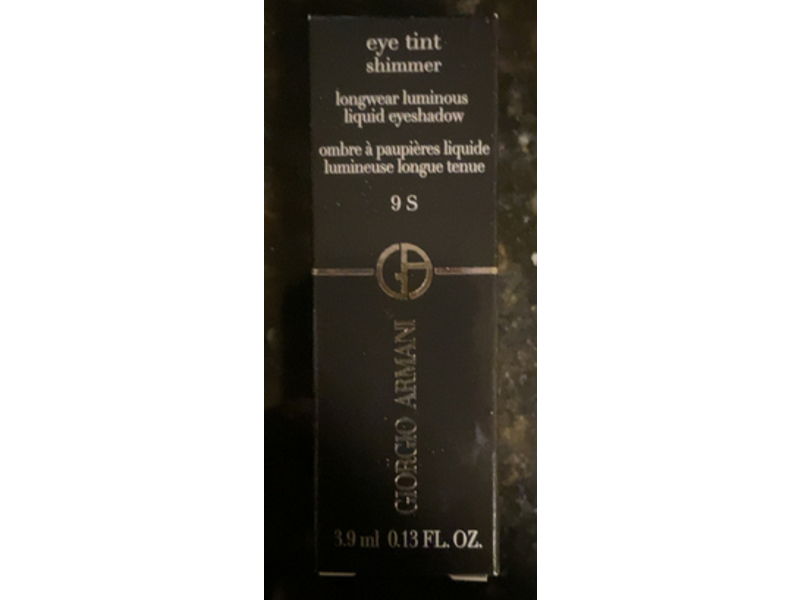 eye tint
shimmer
longwear luminous
liquid eyeshadow
ombre à paupières liquide
lumineuse longue tenue
9 S
GIORGIO ARMANI
3.9 ml 0.13 FL. OZ.